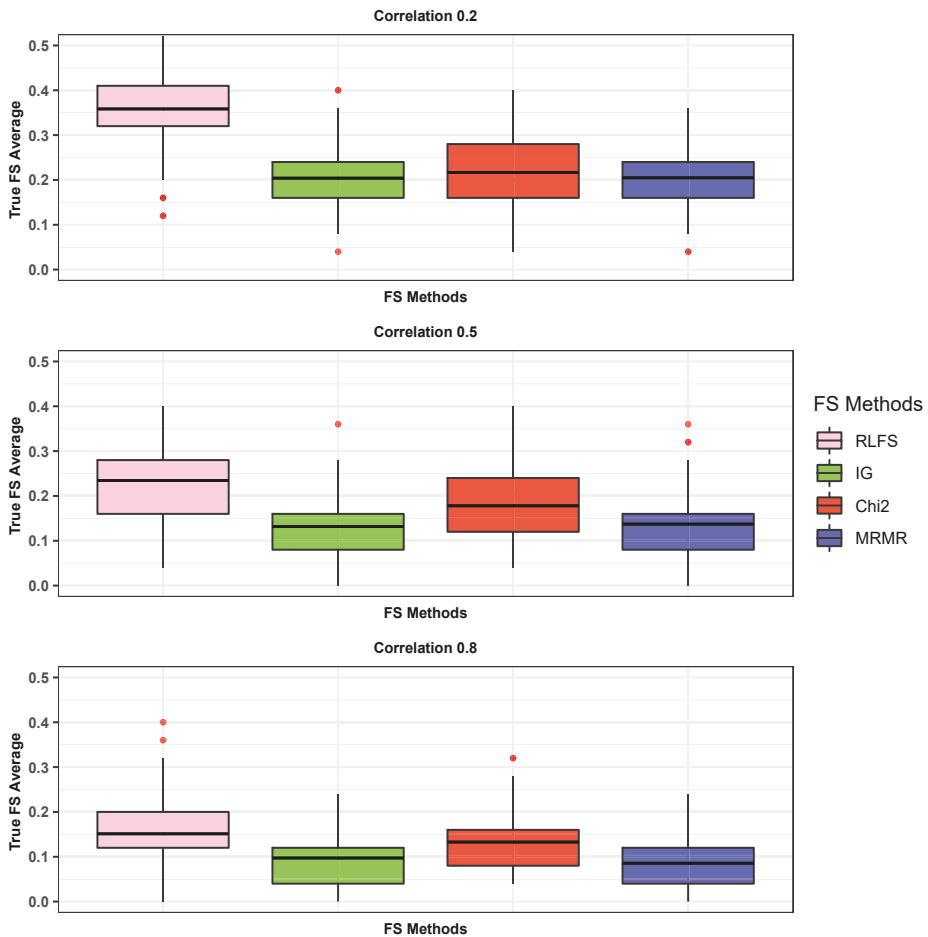 Correlation 0.2
True FS Average
0.5
0.4
0.3
0.2
0.1
0.0
FS Methods
Correlation 0.5
True FS Average
0.5
0.4
0.3
0.2
0.1
0.0
FS Methods
Correlation 0.8
True FS Average
0.5
0.4
0.3
0.2
0.1
0.0
FS Methods
FS Methods
RLFS
IG
Chi2
MRMR